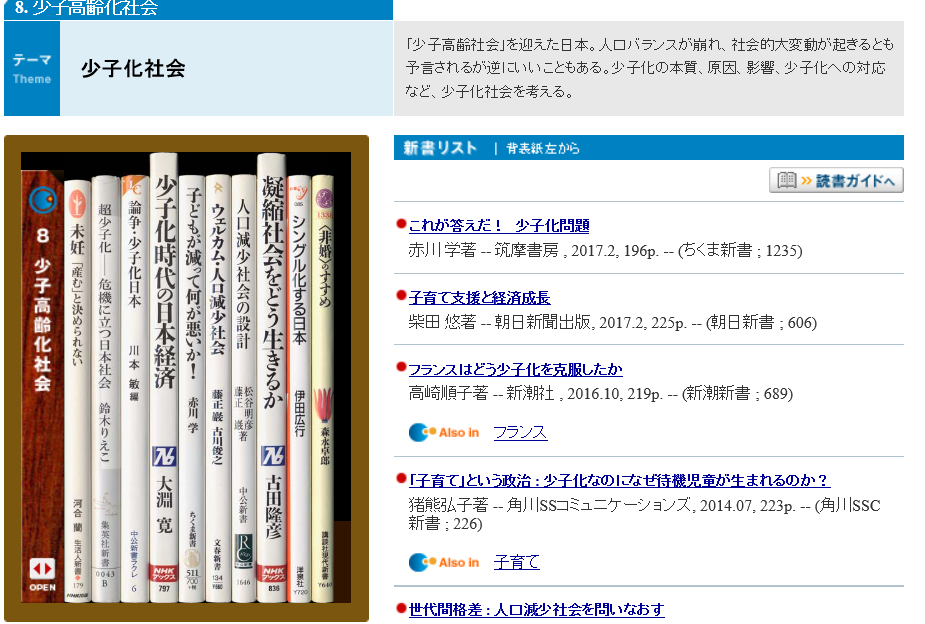 8. 少子高齢化社会
テーマ
Theme
少子化社会
「少子高齢社会」を迎えた日本。人口バランスが崩れ、社会的大変動が起きるとも
予言されるが逆にいいこともある。少子化の本質、原因、影響、少子化への対応
など、少子化社会を考える。
8 少子高齢化社会
OPEN
未妊 「産む」と決められない
河合 蘭
生活人新書
179
超少子化 ── 危機に立つ日本社会
鈴木りえこ
集英社新書
0043
B
論争・少子化日本
川本 敏 編
中公新書ラクレ
6
少子化時代の日本経済
大淵 寛
NHK
ブックス
797
子どもが減って何が悪いか!
赤川 学
ちくま新書
511
700
ウェルカム・人口減少社会
藤正 巖 古川俊之
文春新書
134
人口減少社会の設計
松谷明彦
藤正 巖 著
中公新書
1646
凝縮社会をどう生きるか
古田隆彦
NHK
ブックス
836
シングル化する日本
伊田広行
洋泉社
Y720
〈非婚〉のすすめ
森永卓郎
講談社現代新書
新書リスト | 背表紙左から
読書ガイドへ
これが答えだ! 少子化問題
赤川 学著 -- 筑摩書房 , 2017.2, 196p. -- (ちくま新書 ; 1235)
子育て支援と経済成長
柴田 悠著 -- 朝日新聞出版, 2017.2, 225p. -- (朝日新書 ; 606)
フランスはどう少子化を克服したか
高崎順子著 -- 新潮社 , 2016.10, 219p. -- (新潮新書 ; 689)
Also in フランス
「子育て」という政治 : 少子化なのになぜ待機児童が生まれるのか?
猪熊弘子著 -- 角川SSコミュニケーションズ, 2014.07, 223p. -- (角川SSC
新書 ; 226)
Also in 子育て
世代間格差 : 人口減少社会を問いなおす